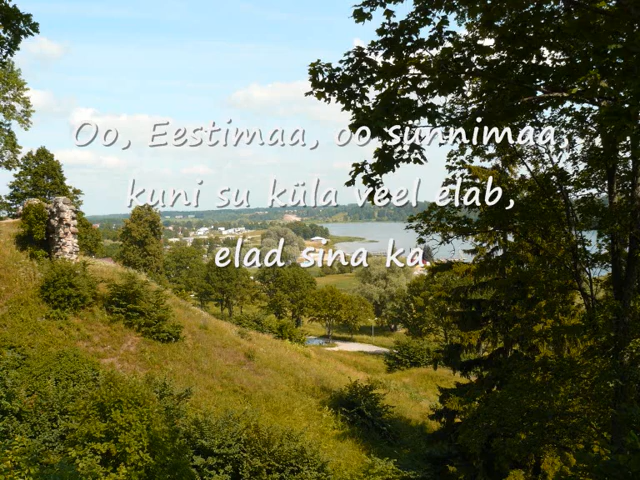 Oo, Eestimaa, oo sünnimaa,
kuni su küla veel elab,
elad sina ka.